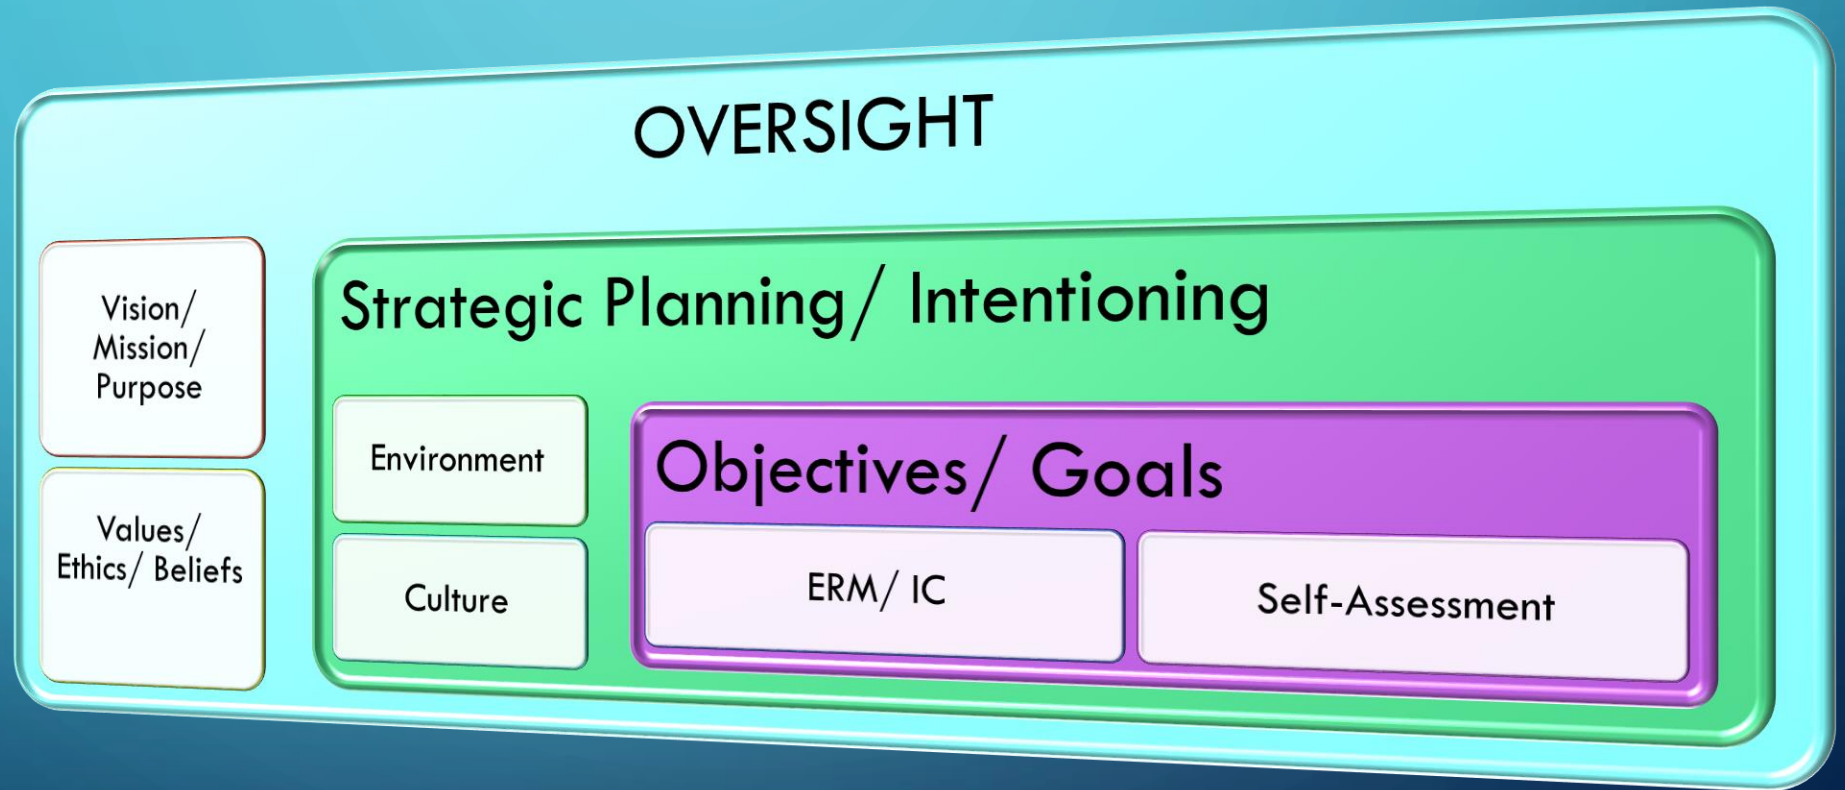 OVERSIGHT
Vision/
Mission/
Purpose
Values/
Ethics/ Beliefs
Strategic Planning/ Intentioning
Environment
Culture
Objectives/ Goals
ERM/ IC
Self-Assessment